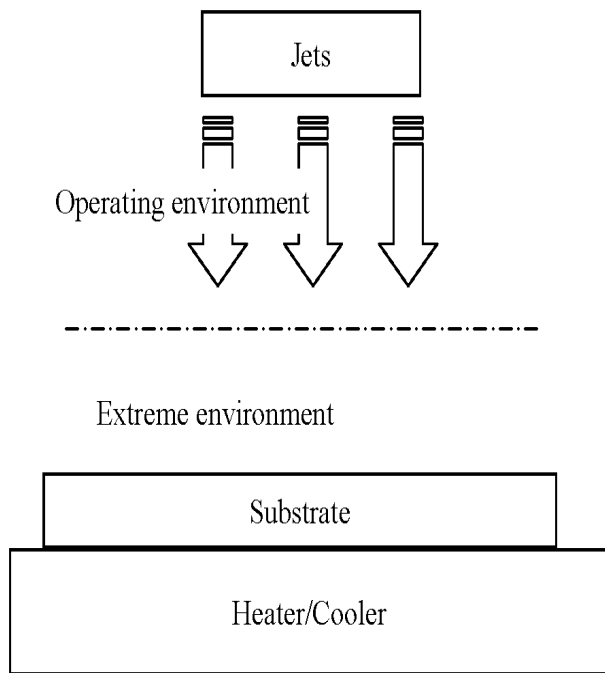 Jets
Operating environment
Extreme environment
Substrate
Heater/Cooler